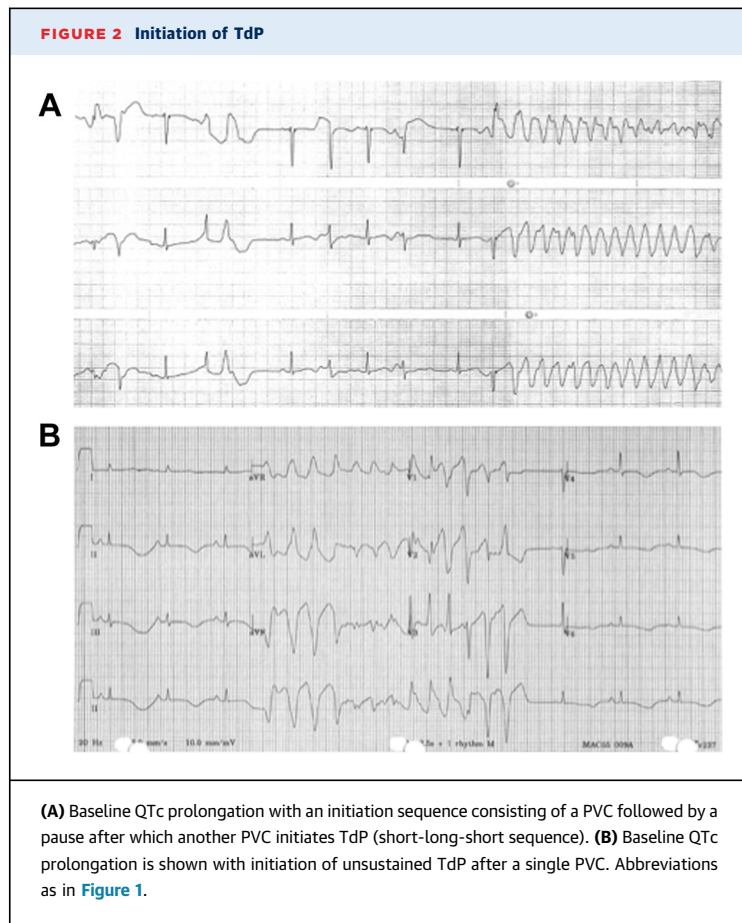 FIGURE 2 Initiation of TdP
A
B
I aVR V1 V4
II aVL V2 V5
III aVF V3 V6
II
10.0 mm/mV + 1 rhythm M
(A) Baseline QTc prolongation with an initiation sequence consisting of a PVC followed by a
pause after which another PVC initiates TdP (short-long-short sequence). (B) Baseline QTc
prolongation is shown with initiation of unsustained TdP after a single PVC. Abbreviations
as in Figure 1.